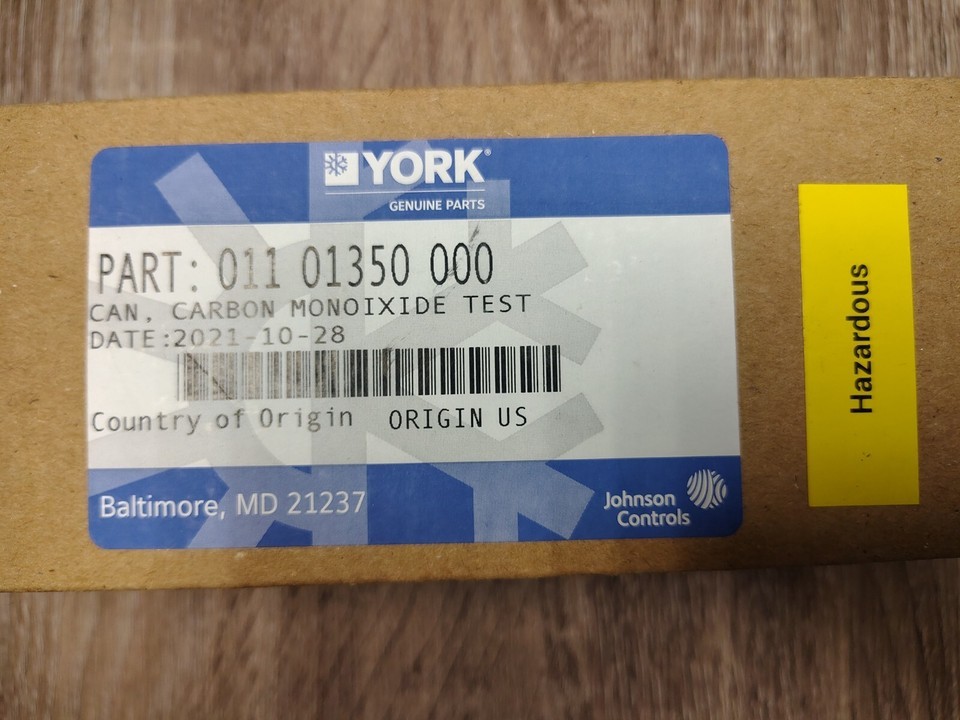 YORK®
GENUINE PARTS
PART: 011 01350 000
CAN, CARBON MONOIXIDE TEST
DATE:2021-10-28
Country of Origin ORIGIN US
Baltimore, MD 21237
Johnson
Controls
Hazardous